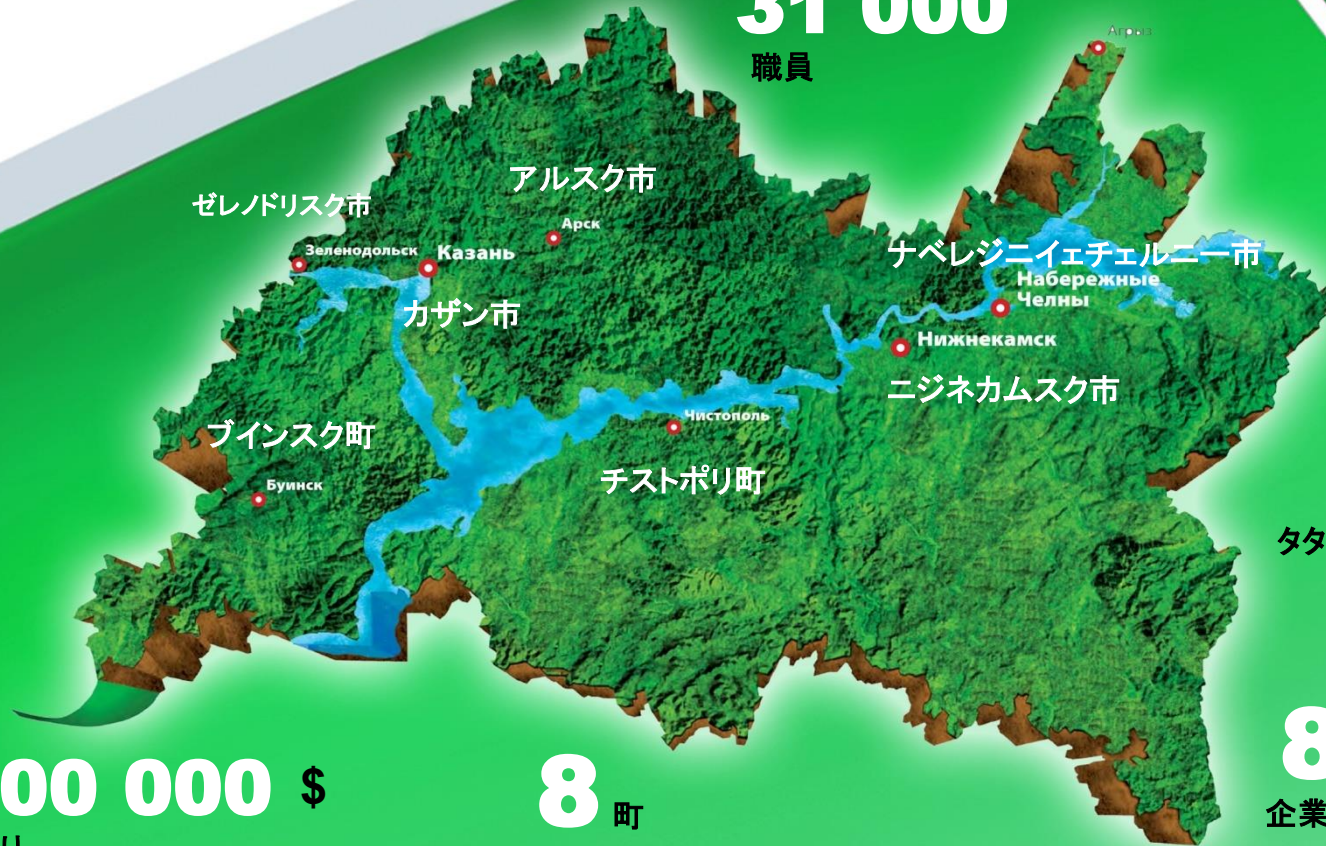 31 000
職員
Агрыз
アルスク市
ゼレノドリスク市
Арск
Зеленодольск
Казань
ナベレジニイェチェルニー市
Набережные
Челны
カザン市
Нижнекамск
ニジネカムスク市
Чистополь
ブインスク町
チストポリ町
Буинск
タタ
00 000 $
8 町
8
企業
り